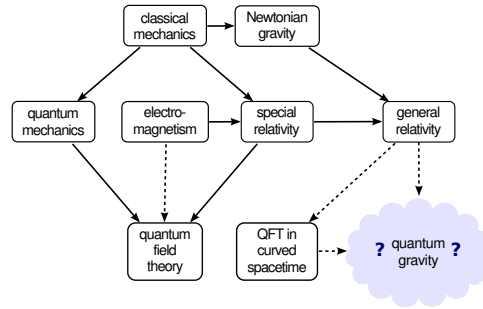 classical
mechanics
Newtonian
gravity
quantum
mechanics
electro-
magnetism
special
relativity
general
relativity
quantum
field
theory
QFT in
curved
spacetime
? quantum ?
gravity